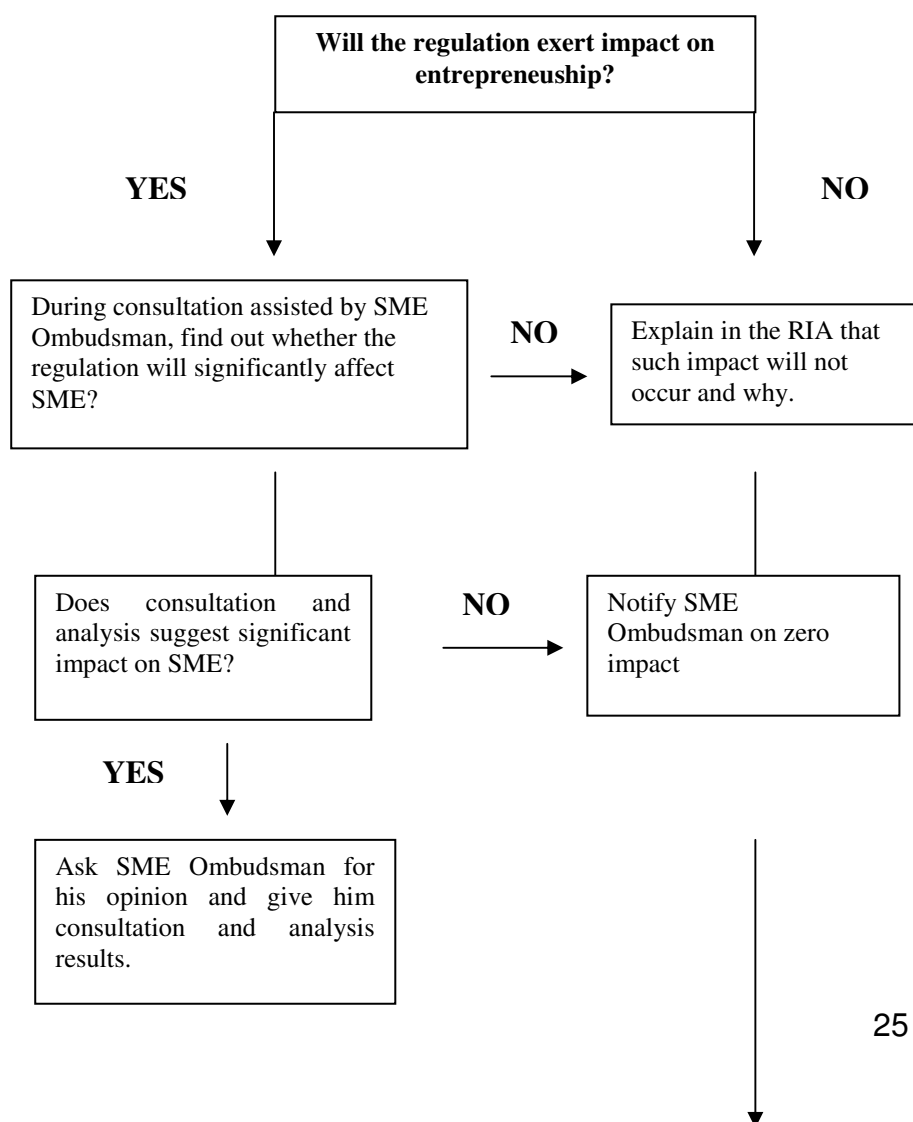 Will the regulation exert impact on
entrepreneuship?
YES
NO
During consultation assisted by SME
Ombudsman, find out whether the
regulation will significantly affect
SME?
NO
Explain in the RIA that
such impact will not
occur and why.
Does consultation and
analysis suggest significant
impact on SME?
NO
Notify SME
Ombudsman on zero
impact
YES
Ask SME Ombudsman for
his opinion and give him
consultation and analysis
results.
25